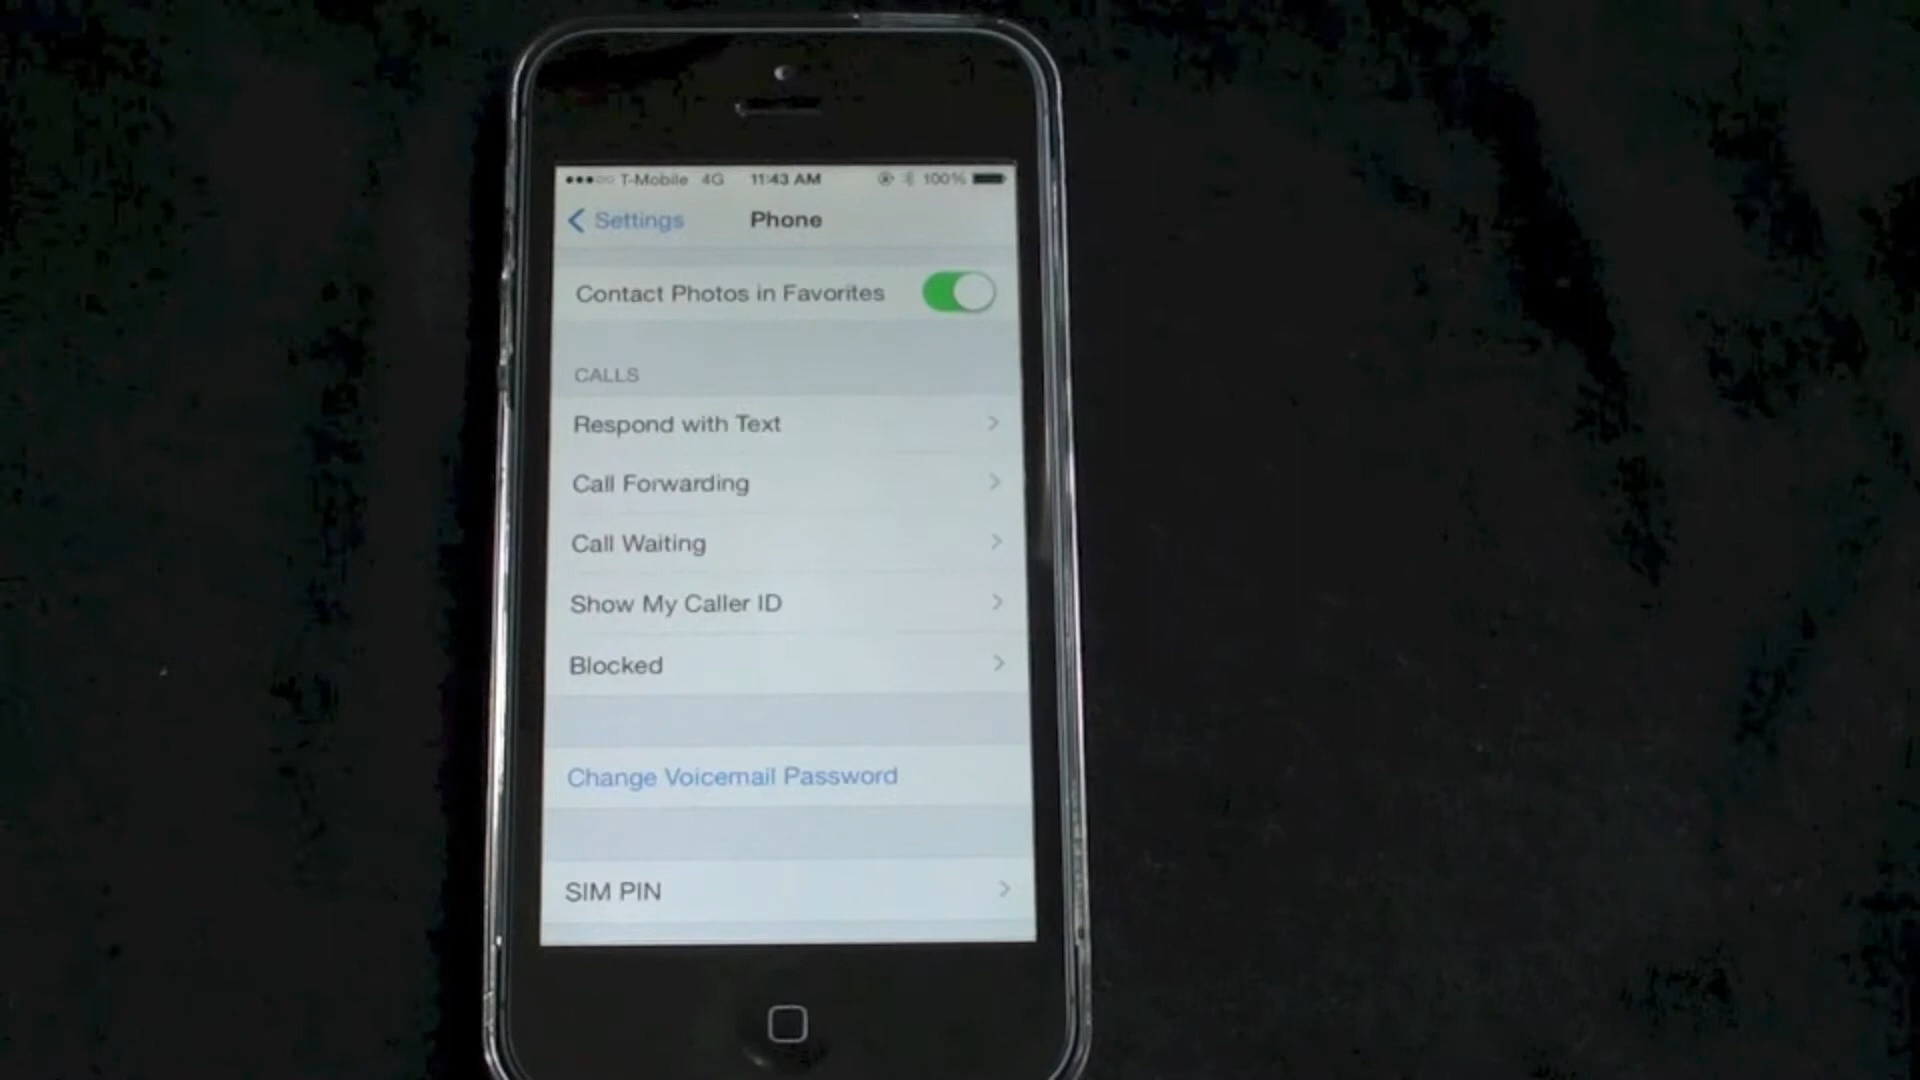 T-Mobile 4G 11:43 AM 100%
Settings Phone
Contact Photos in Favorites
CALLS
Respond with Text
Call Forwarding
Call Waiting
Show My Caller ID
Blocked
Change Voicemail Password
SIM PIN